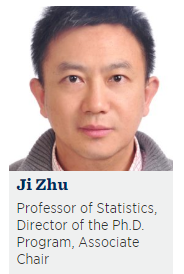 Ji Zhu
Professor of Statistics,
Director of the Ph.D.
Program, Associate
Chair